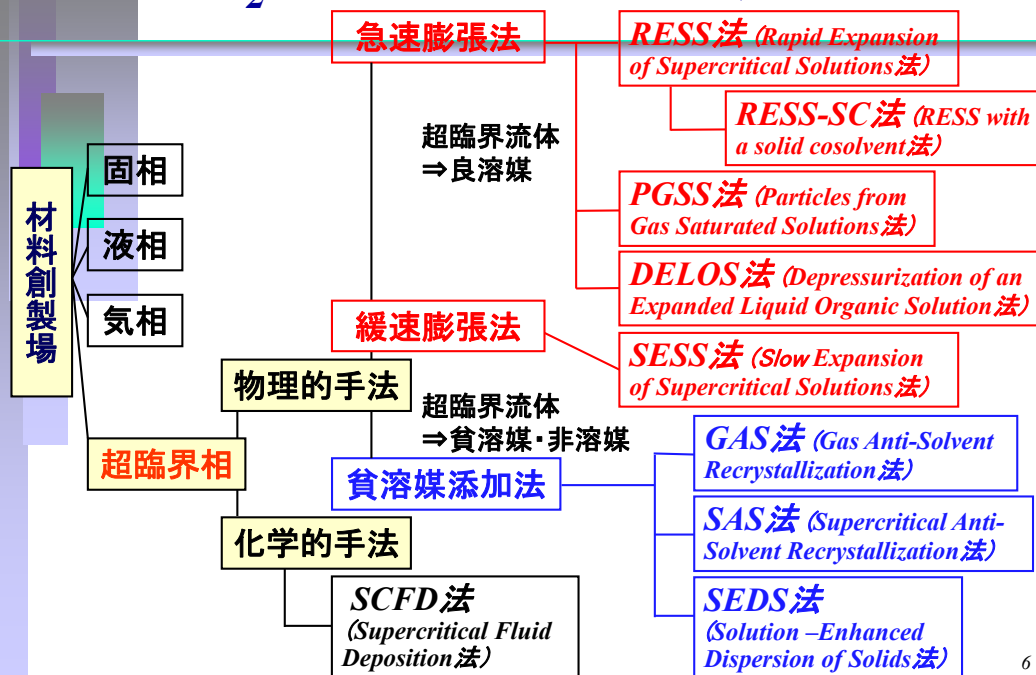 2
急速膨張法
RESS法 (Rapid Expansion
of Supercritical Solutions法)
RESS-SC法 (RESS with
a solid cosolvent法)
超臨界流体
⇒良溶媒
PGSS法 (Particles from
Gas Saturated Solutions法)
DELOS法 (Depressurization of an
Expanded Liquid Organic Solution法)
材料創製場
固相
液相
気相
緩速膨張法
SESS法 (Slow Expansion
of Supercritical Solutions法)
物理的手法
超臨界流体
⇒貧溶媒・非溶媒
超臨界相
貧溶媒添加法
GAS法 (Gas Anti-Solvent
Recrystallization法)
SAS法 (Supercritical Anti-
Solvent Recrystallization法)
SEDS法
(Solution –Enhanced
Dispersion of Solids法)
化学的手法
SCFD法
(Supercritical Fluid
Deposition法)
6